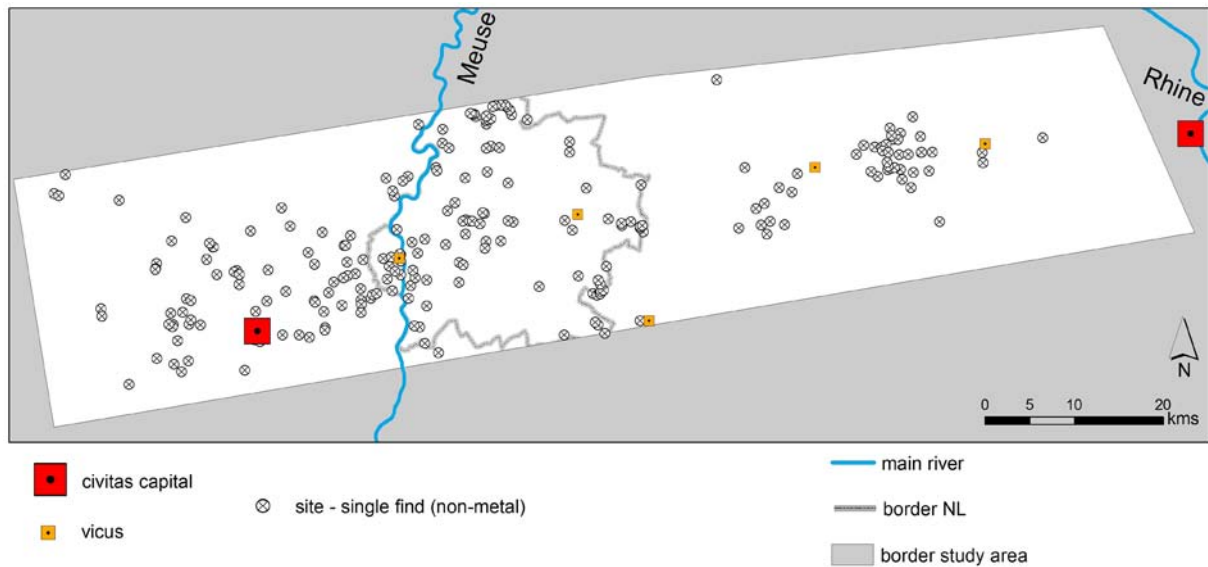 Meuse
Rhine
N
0 5 10 20
kms
civitas capital
vicus
site - single find (non-metal)
main river
border NL
border study area